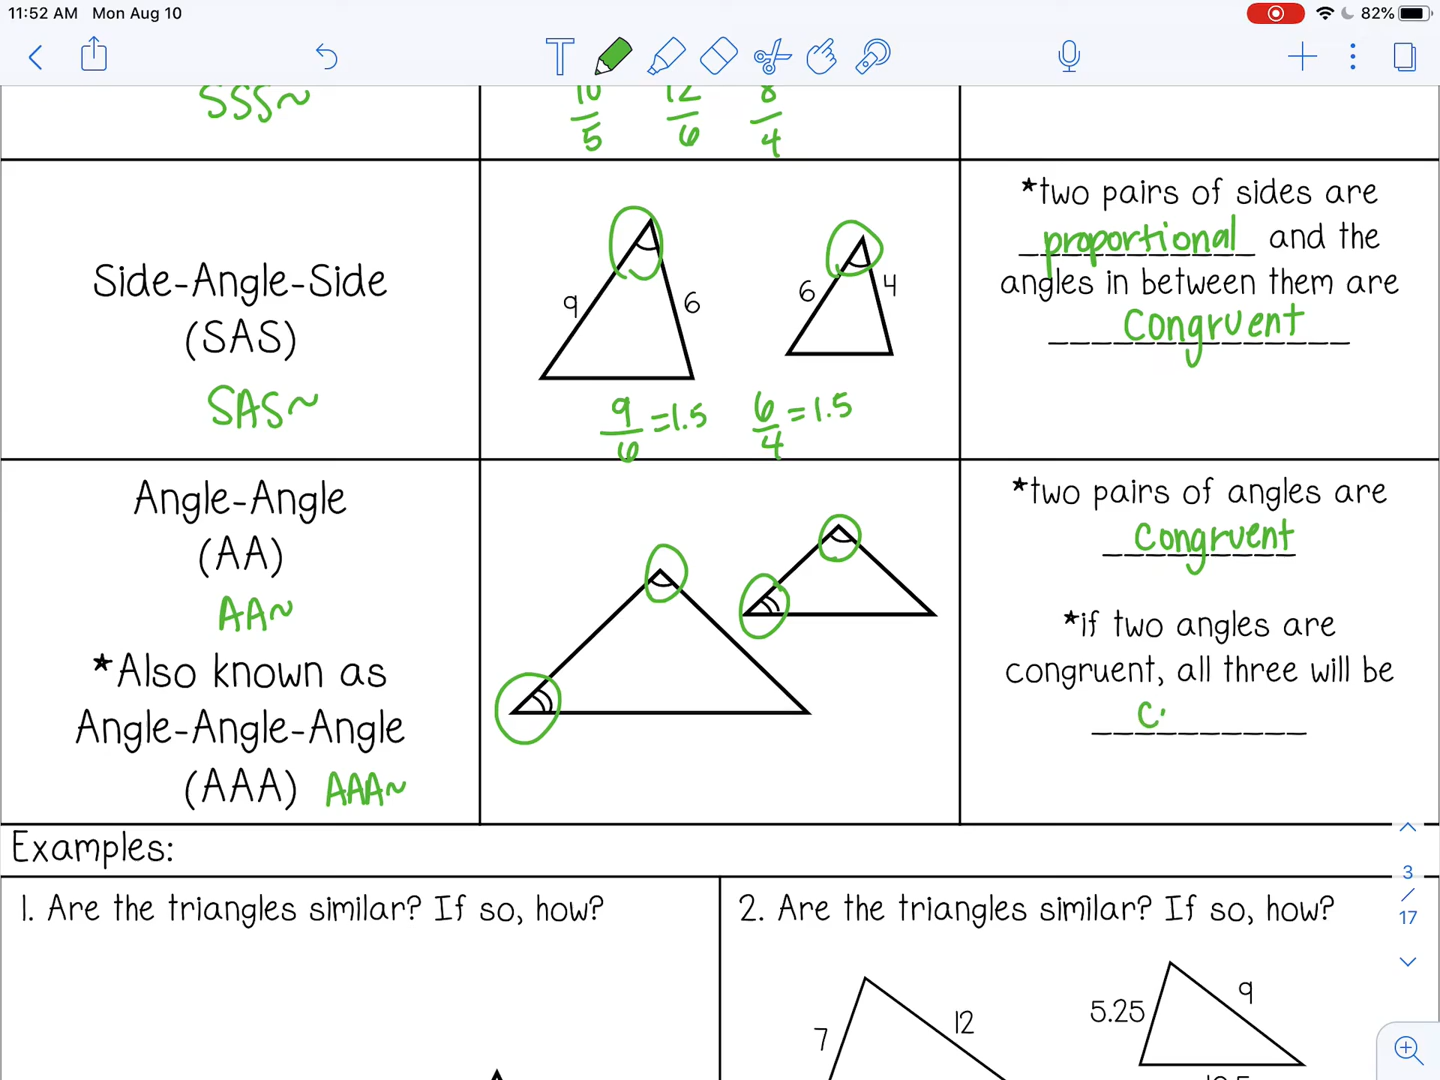 11:52 AM Mon Aug 10
82%
SSS~
10 12 8
5 6 4
Side-Angle-Side
(SAS)
SAS~
9 6
6 4
9/6 =1.5 6/4 =1.5
*two pairs of sides are
proportional and the
angles in between them are
Congruent
Angle-Angle
(AA)
AA~
*Also known as
Angle-Angle-Angle
(AAA) AAA~
*two pairs of angles are
Congruent
*if two angles are
congruent, all three will be
C
3
/
17
Examples:
1. Are the triangles similar? If so, how?
2. Are the triangles similar? If so, how?
7 12
5.25 9